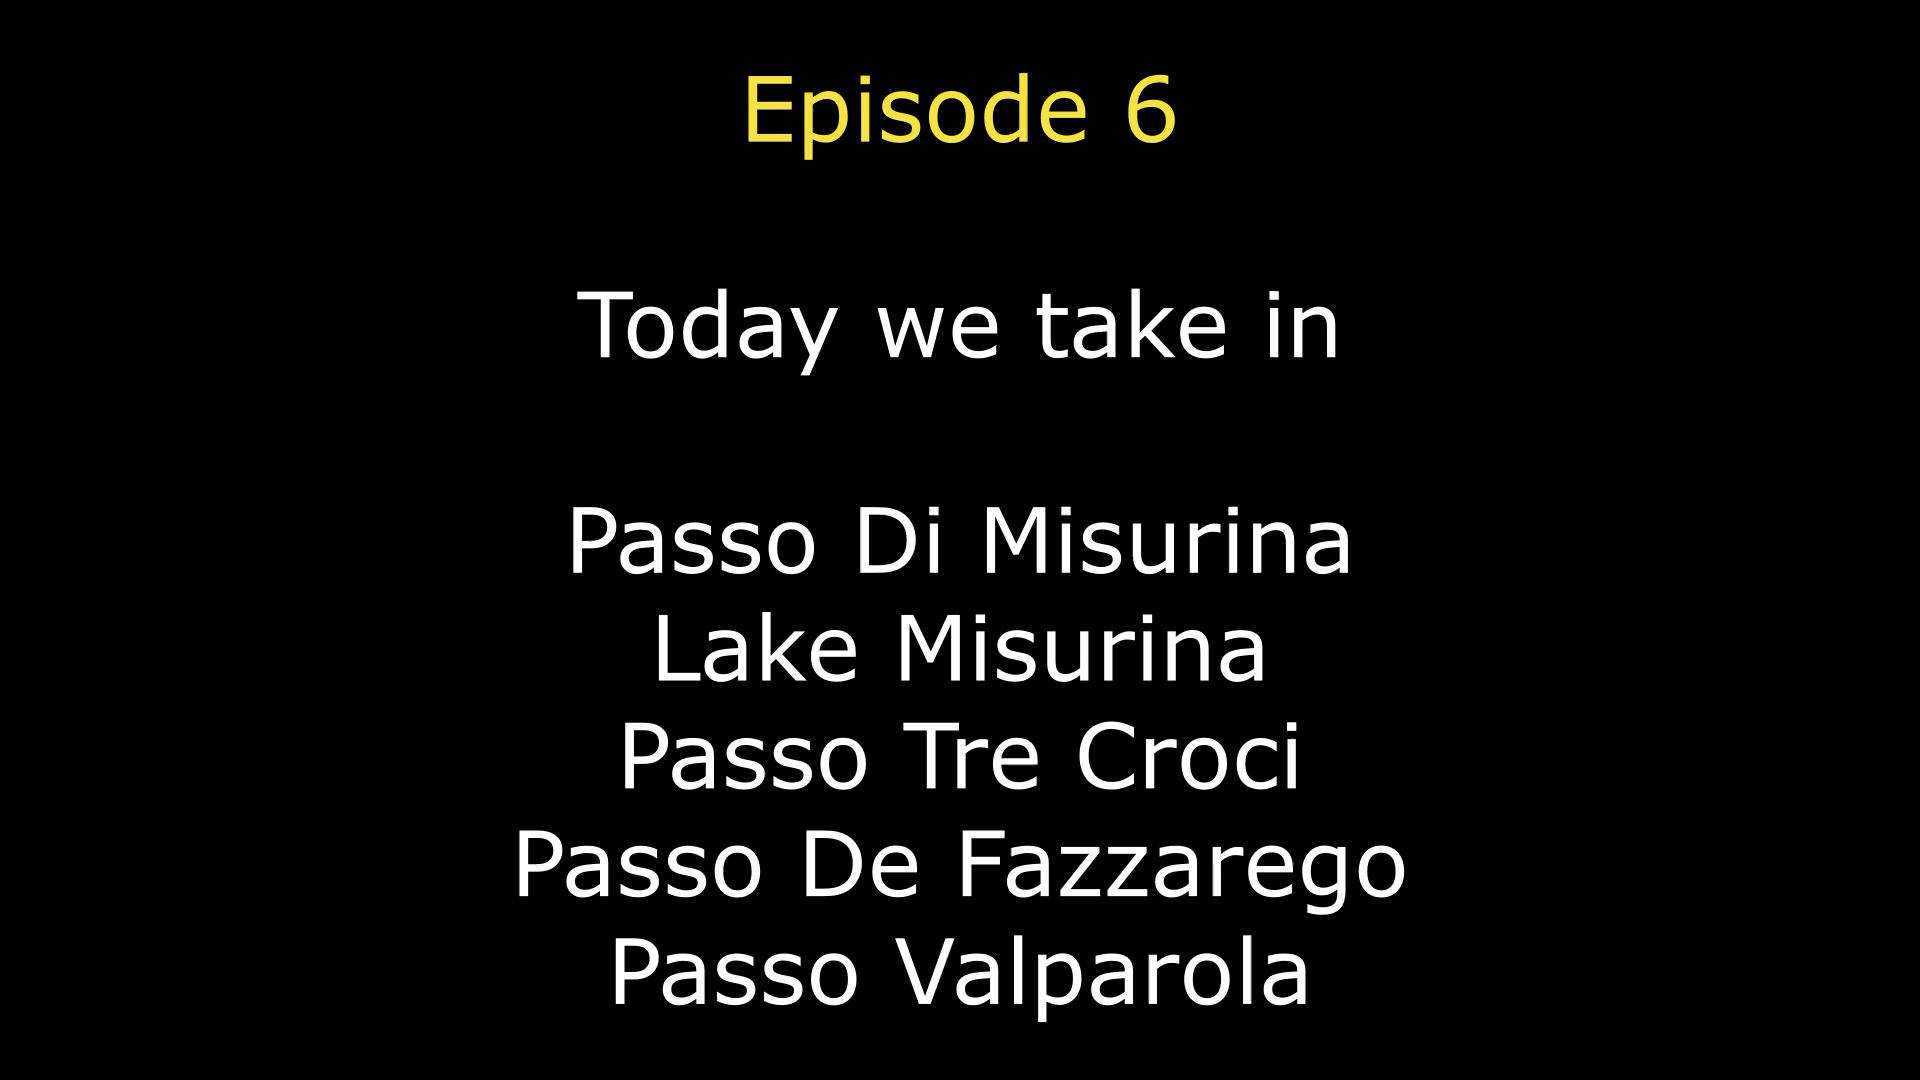 Episode 6
Today we take in
Passo Di Misurina
Lake Misurina
Passo Tre Croci
Passo De Fazzarego
Passo Valparola